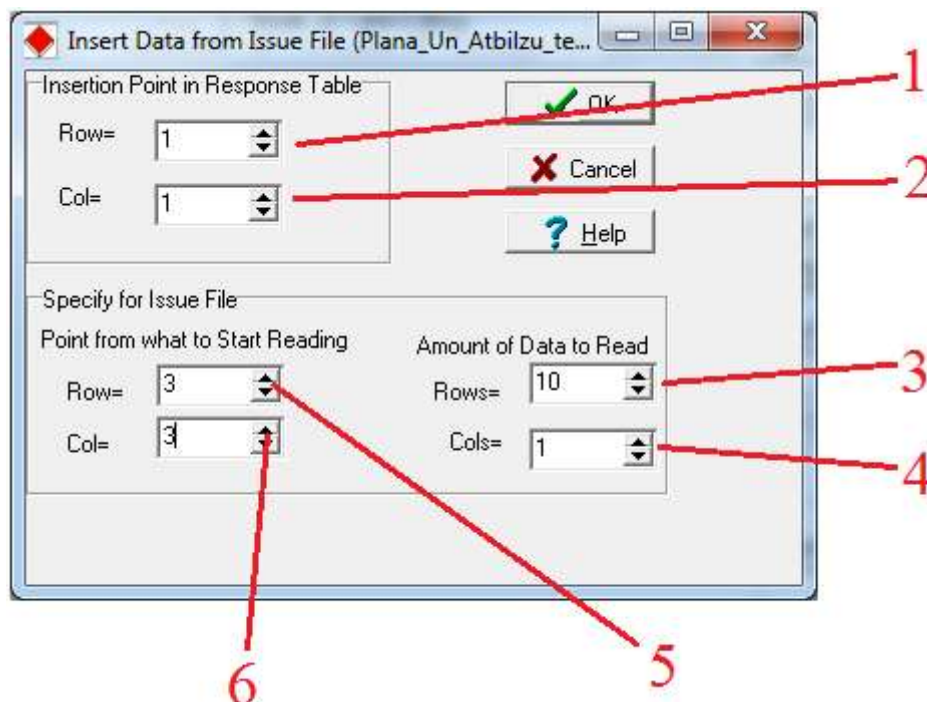 Insert Data from Issue File (Plana_Un_Atbilzu_te...
Insertion Point in Response Table
Row= 1
Col= 1
OK
Cancel
Help
Specify for Issue File
Point from what to Start Reading
Row= 3
Col= 3
Amount of Data to Read
Rows= 10
Cols= 1
1
2
3
4
5
6